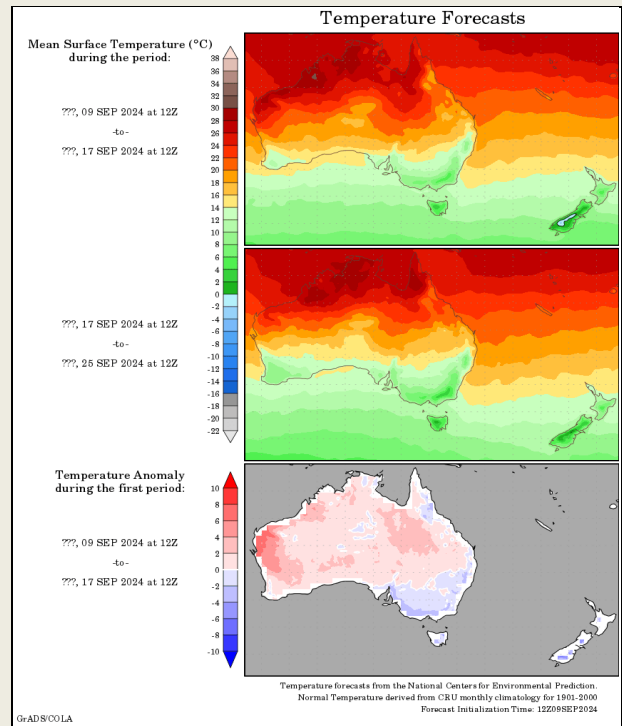 Temperature Forecasts
Mean Surface Temperature (°C)
during the period:
38
36
34
32
30
28
26
24
22
20
18
16
14
12
10
8
6
4
2
0
-2
-4
-6
-8
-10
-12
-14
-16
-18
-20
-22
???, 09 SEP 2024 at 12Z
-to-
???, 17 SEP 2024 at 12Z
???, 17 SEP 2024 at 12Z
-to-
???, 25 SEP 2024 at 12Z
Temperature Anomaly
during the first period:
10
8
6
4
2
0
-2
-4
-6
-8
-10
???, 09 SEP 2024 at 12Z
-to-
???, 17 SEP 2024 at 12Z
Temperature forecasts from the National Centers for Environmental Prediction.
Normal Temperature derived from CRU monthly climatology for 1901-2000
Forecast Initialization Time: 12Z09SEP2024
GrADS/COLA